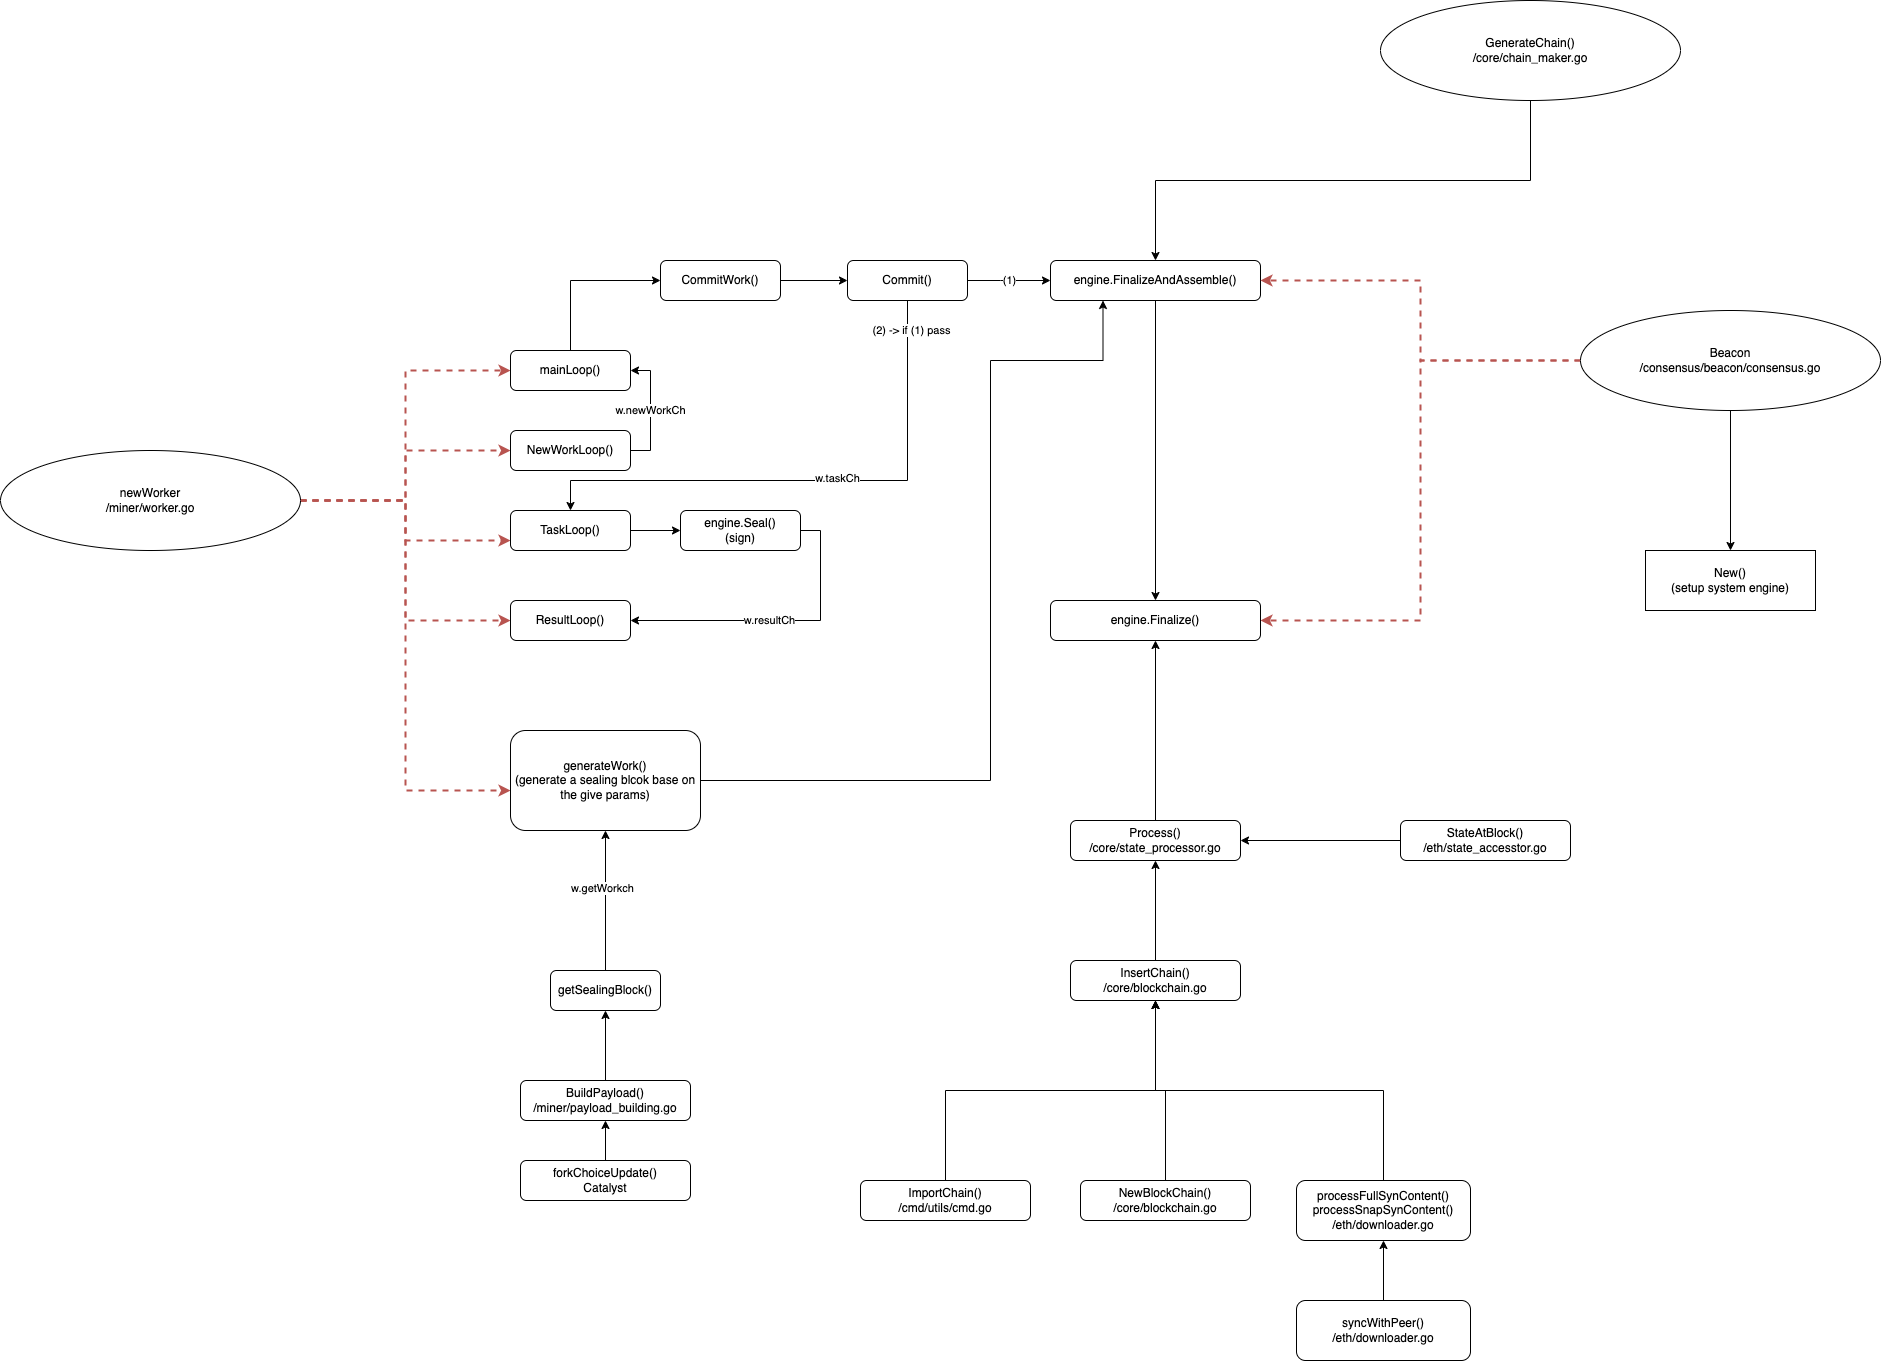 GenerateChain()
/core/chain_maker.go
CommitWork()
Commit()
(1)
engine.FinalizeAndAssemble()
(2) -> if (1) pass
Beacon
/consensus/beacon/consensus.go
mainLoop()
w.newWorkCh
NewWorkLoop()
newWorker
/miner/worker.go
w.taskCh
TaskLoop()
engine.Seal()
(sign)
New()
(setup system engine)
ResultLoop()
w.resultCh
engine.Finalize()
generateWork()
(generate a sealing blcok base on
the give params)
Process()
/core/state_processor.go
StateAtBlock()
/eth/state_accesstor.go
w.getWorkch
InsertChain()
/core/blockchain.go
getSealingBlock()
BuildPayload()
/miner/payload_building.go
forkChoiceUpdate()
Catalyst
ImportChain()
/cmd/utils/cmd.go
NewBlockChain()
/core/blockchain.go
processFullSynContent()
processSnapSynContent()
/eth/downloader.go
syncWithPeer()
/eth/downloader.go